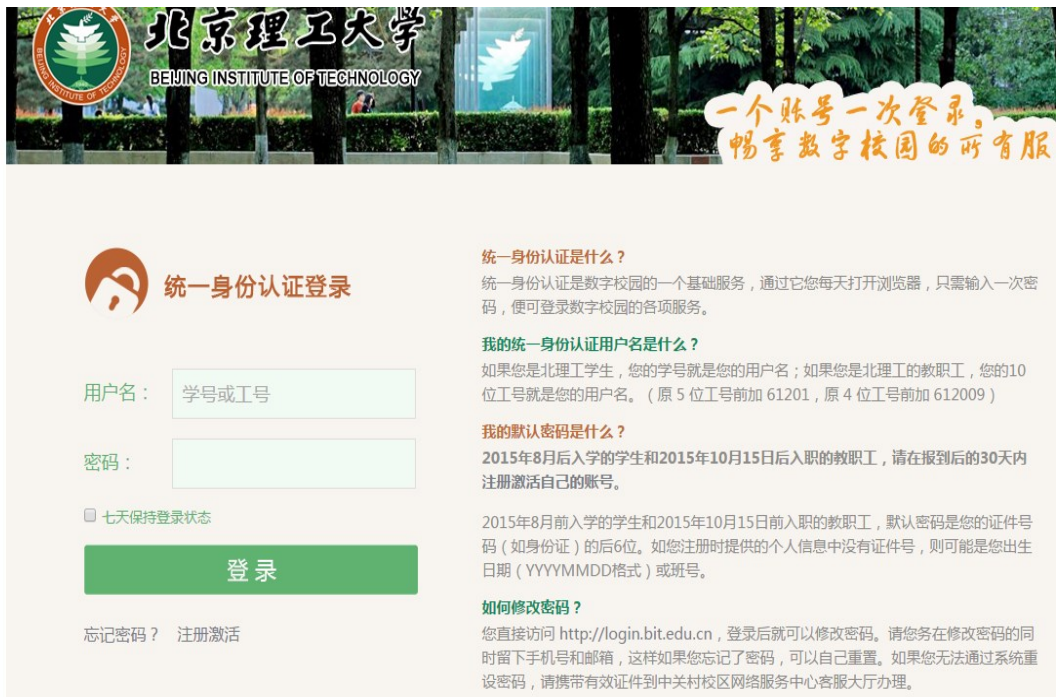 北京理工大学
BEIJING INSTITUTE OF TECHNOLOGY
BEIJING INSTITUTE OF TECHNOLOGY
一个账号一次登录，
畅享数字校园的所有服
统一身份认证登录
用户名：
学号或工号
密码：
七天保持登录状态
登录
忘记密码？ 注册激活
统一身份认证是什么？
统一身份认证是数字校园的一个基础服务，通过它您每天打开浏览器，只需输入一次密
码，便可登录数字校园的各项服务。
我的统一身份认证用户名是什么？
如果您是北理工学生，您的学号就是您的用户名；如果您是北理工的教职工，您的10
位工号就是您的用户名。（原 5 位工号前加 61201，原 4 位工号前加 612009）
我的默认密码是什么？
2015年8月后入学的学生和2015年10月15日后入职的教职工，请在报到后的30天内
注册激活自己的账号。
2015年8月前入学的学生和2015年10月15日前入职的教职工，默认密码是您的证件号
码（如身份证）的后6位。如您注册时提供的个人信息中没有证件号，则可能是您出生
日期（YYYYMMDD格式）或班号。
如何修改密码？
您直接访问 http://login.bit.edu.cn，登录后就可以修改密码。请您务在修改密码的同
时留下手机号和邮箱，这样如果您忘记了密码，可以自己重置。如果您无法通过系统重
设密码，请携带有效证件到中关村校区网络服务中心客服大厅办理。